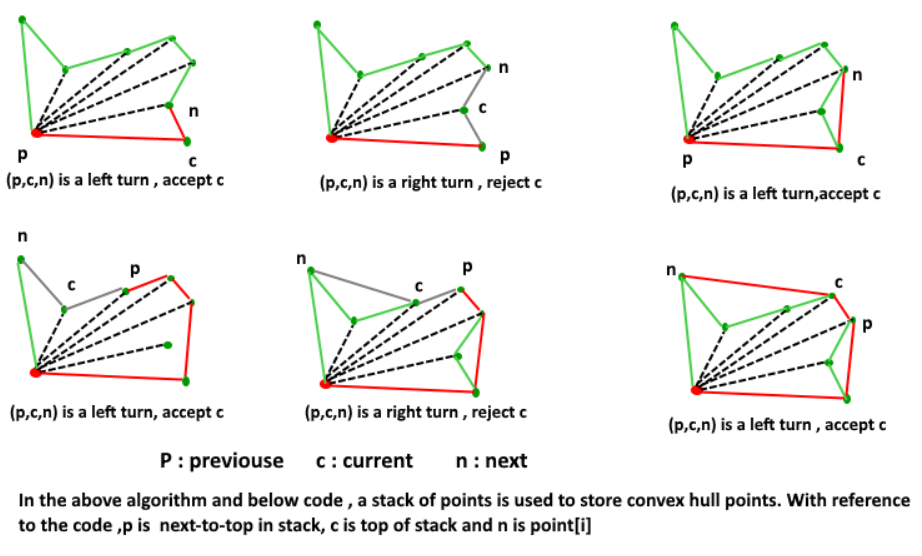 n
p
c
(p,c,n) is a left turn , accept c
n
c
p
(p,c,n) is a right turn , reject c
n
p
c
(p,c,n) is a left turn,accept c
n
c
p
(p,c,n) is a left turn, accept c
n
c
p
(p,c,n) is a right turn , reject c
n
c
p
(p,c,n) is a left turn , accept c
P : previouse c : current n : next
In the above algorithm and below code , a stack of points is used to store convex hull points. With reference
to the code ,p is next-to-top in stack, c is top of stack and n is point[i]